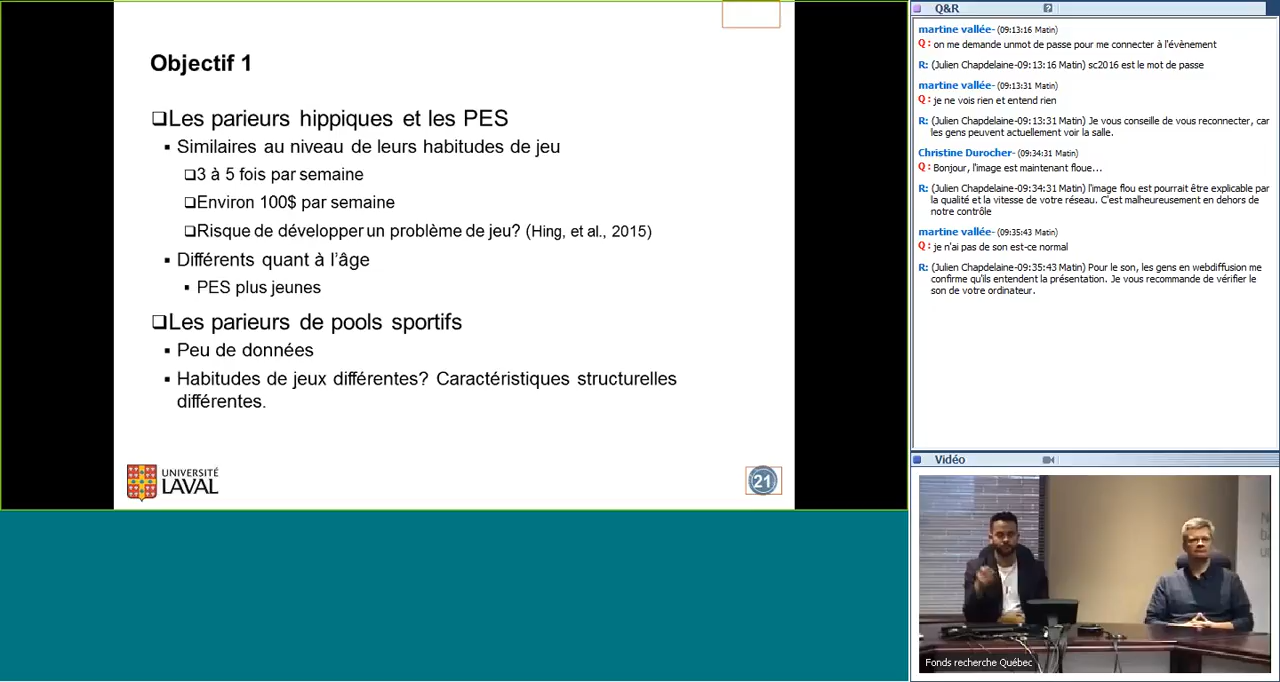 Objectif 1
❑Les parieurs hippiques et les PES
▪ Similaires au niveau de leurs habitudes de jeu
❑3 à 5 fois par semaine
❑Environ 100$ par semaine
❑Risque de développer un problème de jeu? (Hing, et al., 2015)
▪ Différents quant à l'âge
▪ PES plus jeunes
❑Les parieurs de pools sportifs
▪ Peu de données
▪ Habitudes de jeux différentes? Caractéristiques structurelles
différentes.
UNIVERSITÉ
LAVAL
21
Q&R
martine vallée- (09:13:16 Matin)
Q : on me demande unmot de passe pour me connecter à l'évènement
R: (Julien Chapdelaine-09:13:16 Matin) sc2016 est le mot de passe
martine vallée- (09:13:31 Matin)
Q : je ne vois rien et entend rien
R: (Julien Chapdelaine-09:13:31 Matin) Je vous conseille de vous reconnecter, car
les gens peuvent actuellement voir la salle.
Christine Durocher- (09:34:31 Matin)
Q : Bonjour, l'image est maintenant floue...
R: (Julien Chapdelaine-09:34:31 Matin) l'image flou est pourrait être explicable par
la qualité et la vitesse de votre réseau. C'est malheureusement en dehors de
notre contrôle
martine vallée- (09:35:43 Matin)
Q : je n'ai pas de son est-ce normal
R: (Julien Chapdelaine-09:35:43 Matin) Pour le son, les gens en webdiffusion me
confirme qu'ils entendent la présentation. Je vous recommande de vérifier le
son de votre ordinateur.
Vidéo
Fonds recherche Québec